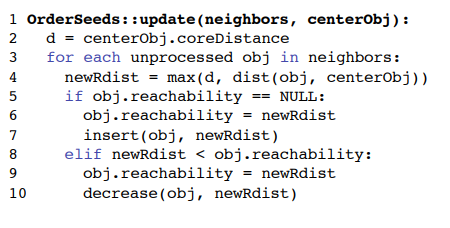 1 OrderSeeds::update(neighbors, centerObj):
2   d = centerObj.coreDistance
3   for each unprocessed obj in neighbors:
4     newRdist = max(d, dist(obj, centerObj))
5     if obj.reachability == NULL:
6       obj.reachability = newRdist
7       insert(obj, newRdist)
8     elif newRdist < obj.reachability:
9       obj.reachability = newRdist
10      decrease(obj, newRdist)